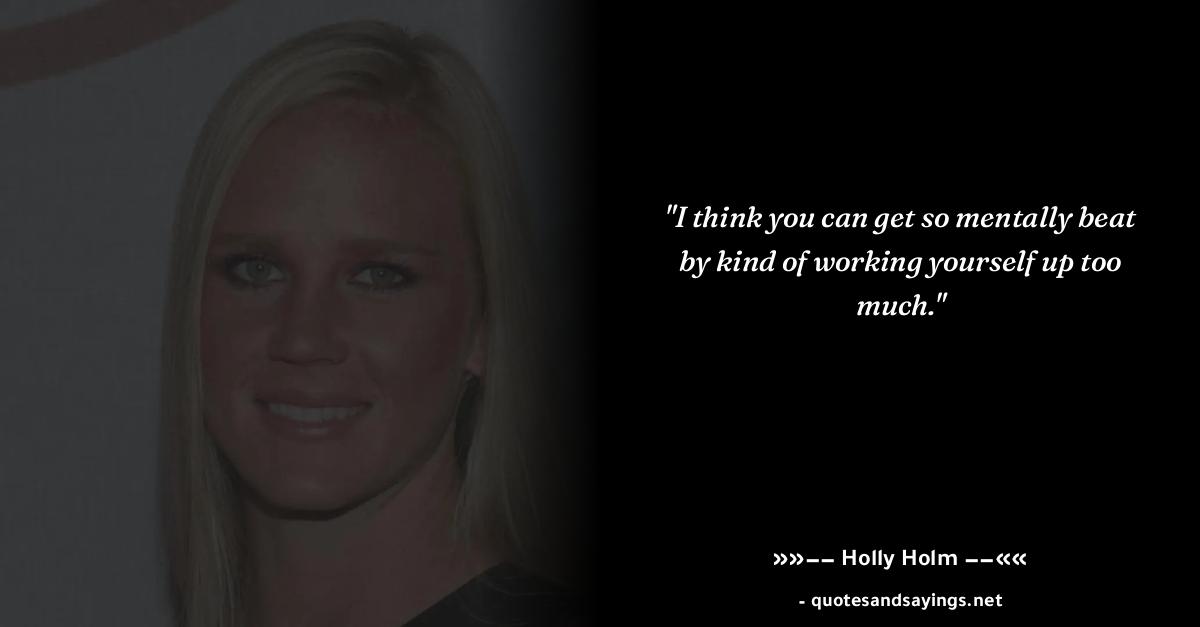 "I think you can get so mentally beat
by kind of working yourself up too
much."
»»−− Holly Holm −−««
- quotesandsayings.net